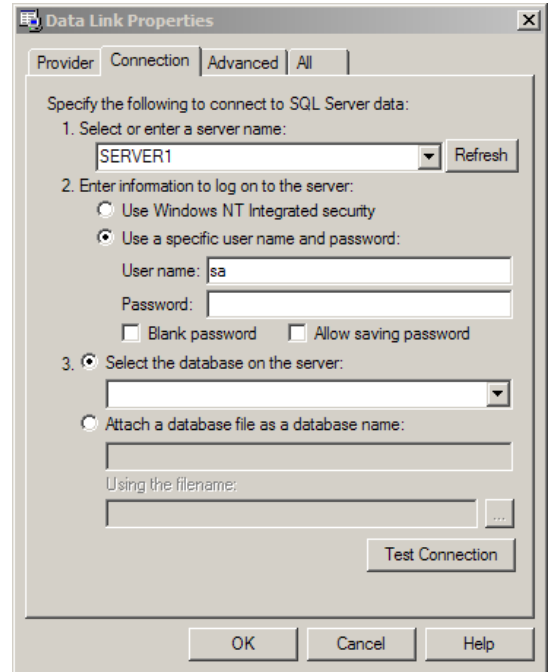 Data Link Properties
Provider Connection Advanced All
Specify the following to connect to SQL Server data:
1. Select or enter a server name:
SERVER1 Refresh
2. Enter information to log on to the server:
Use Windows NT Integrated security
Use a specific user name and password:
User name: sa
Password:
Blank password Allow saving password
3. Select the database on the server:
Attach a database file as a database name:
Using the filename:
...
Test Connection
OK Cancel Help